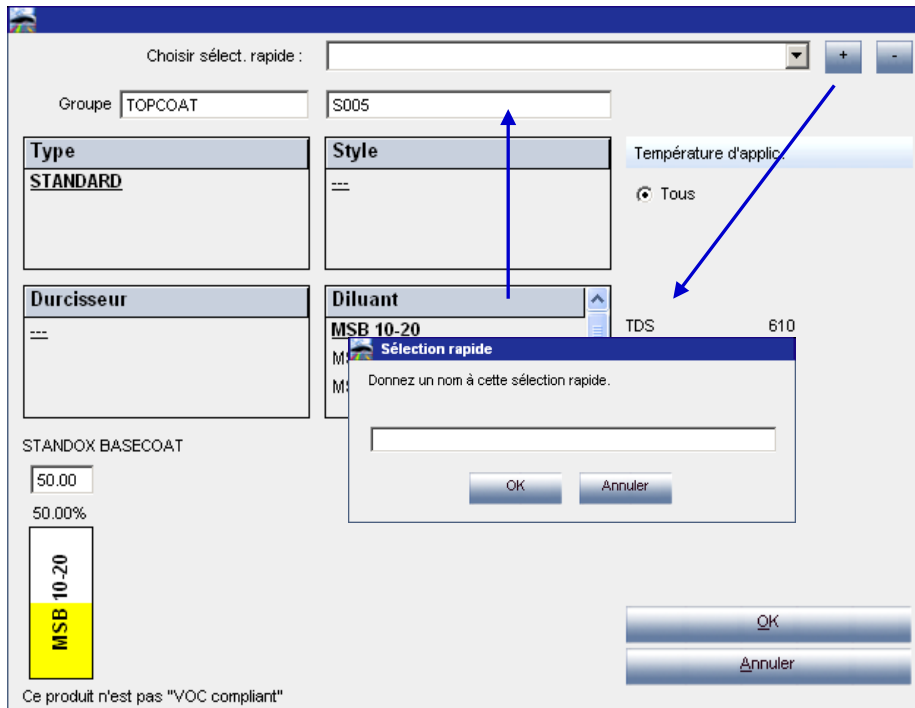 Choisir sélect. rapide :
+ -
Groupe TOPCOAT S005
Type
STANDARD
Style
---
Température d'applic.
Tous
Durcisseur
---
Diluant
MSB 10-20
TDS 610
Sélection rapide
Donnez un nom à cette sélection rapide.
OK Annuler
STANDOX BASECOAT
50.00
50.00%
MSB 10-20
OK
Annuler
Ce produit n'est pas "VOC compliant"